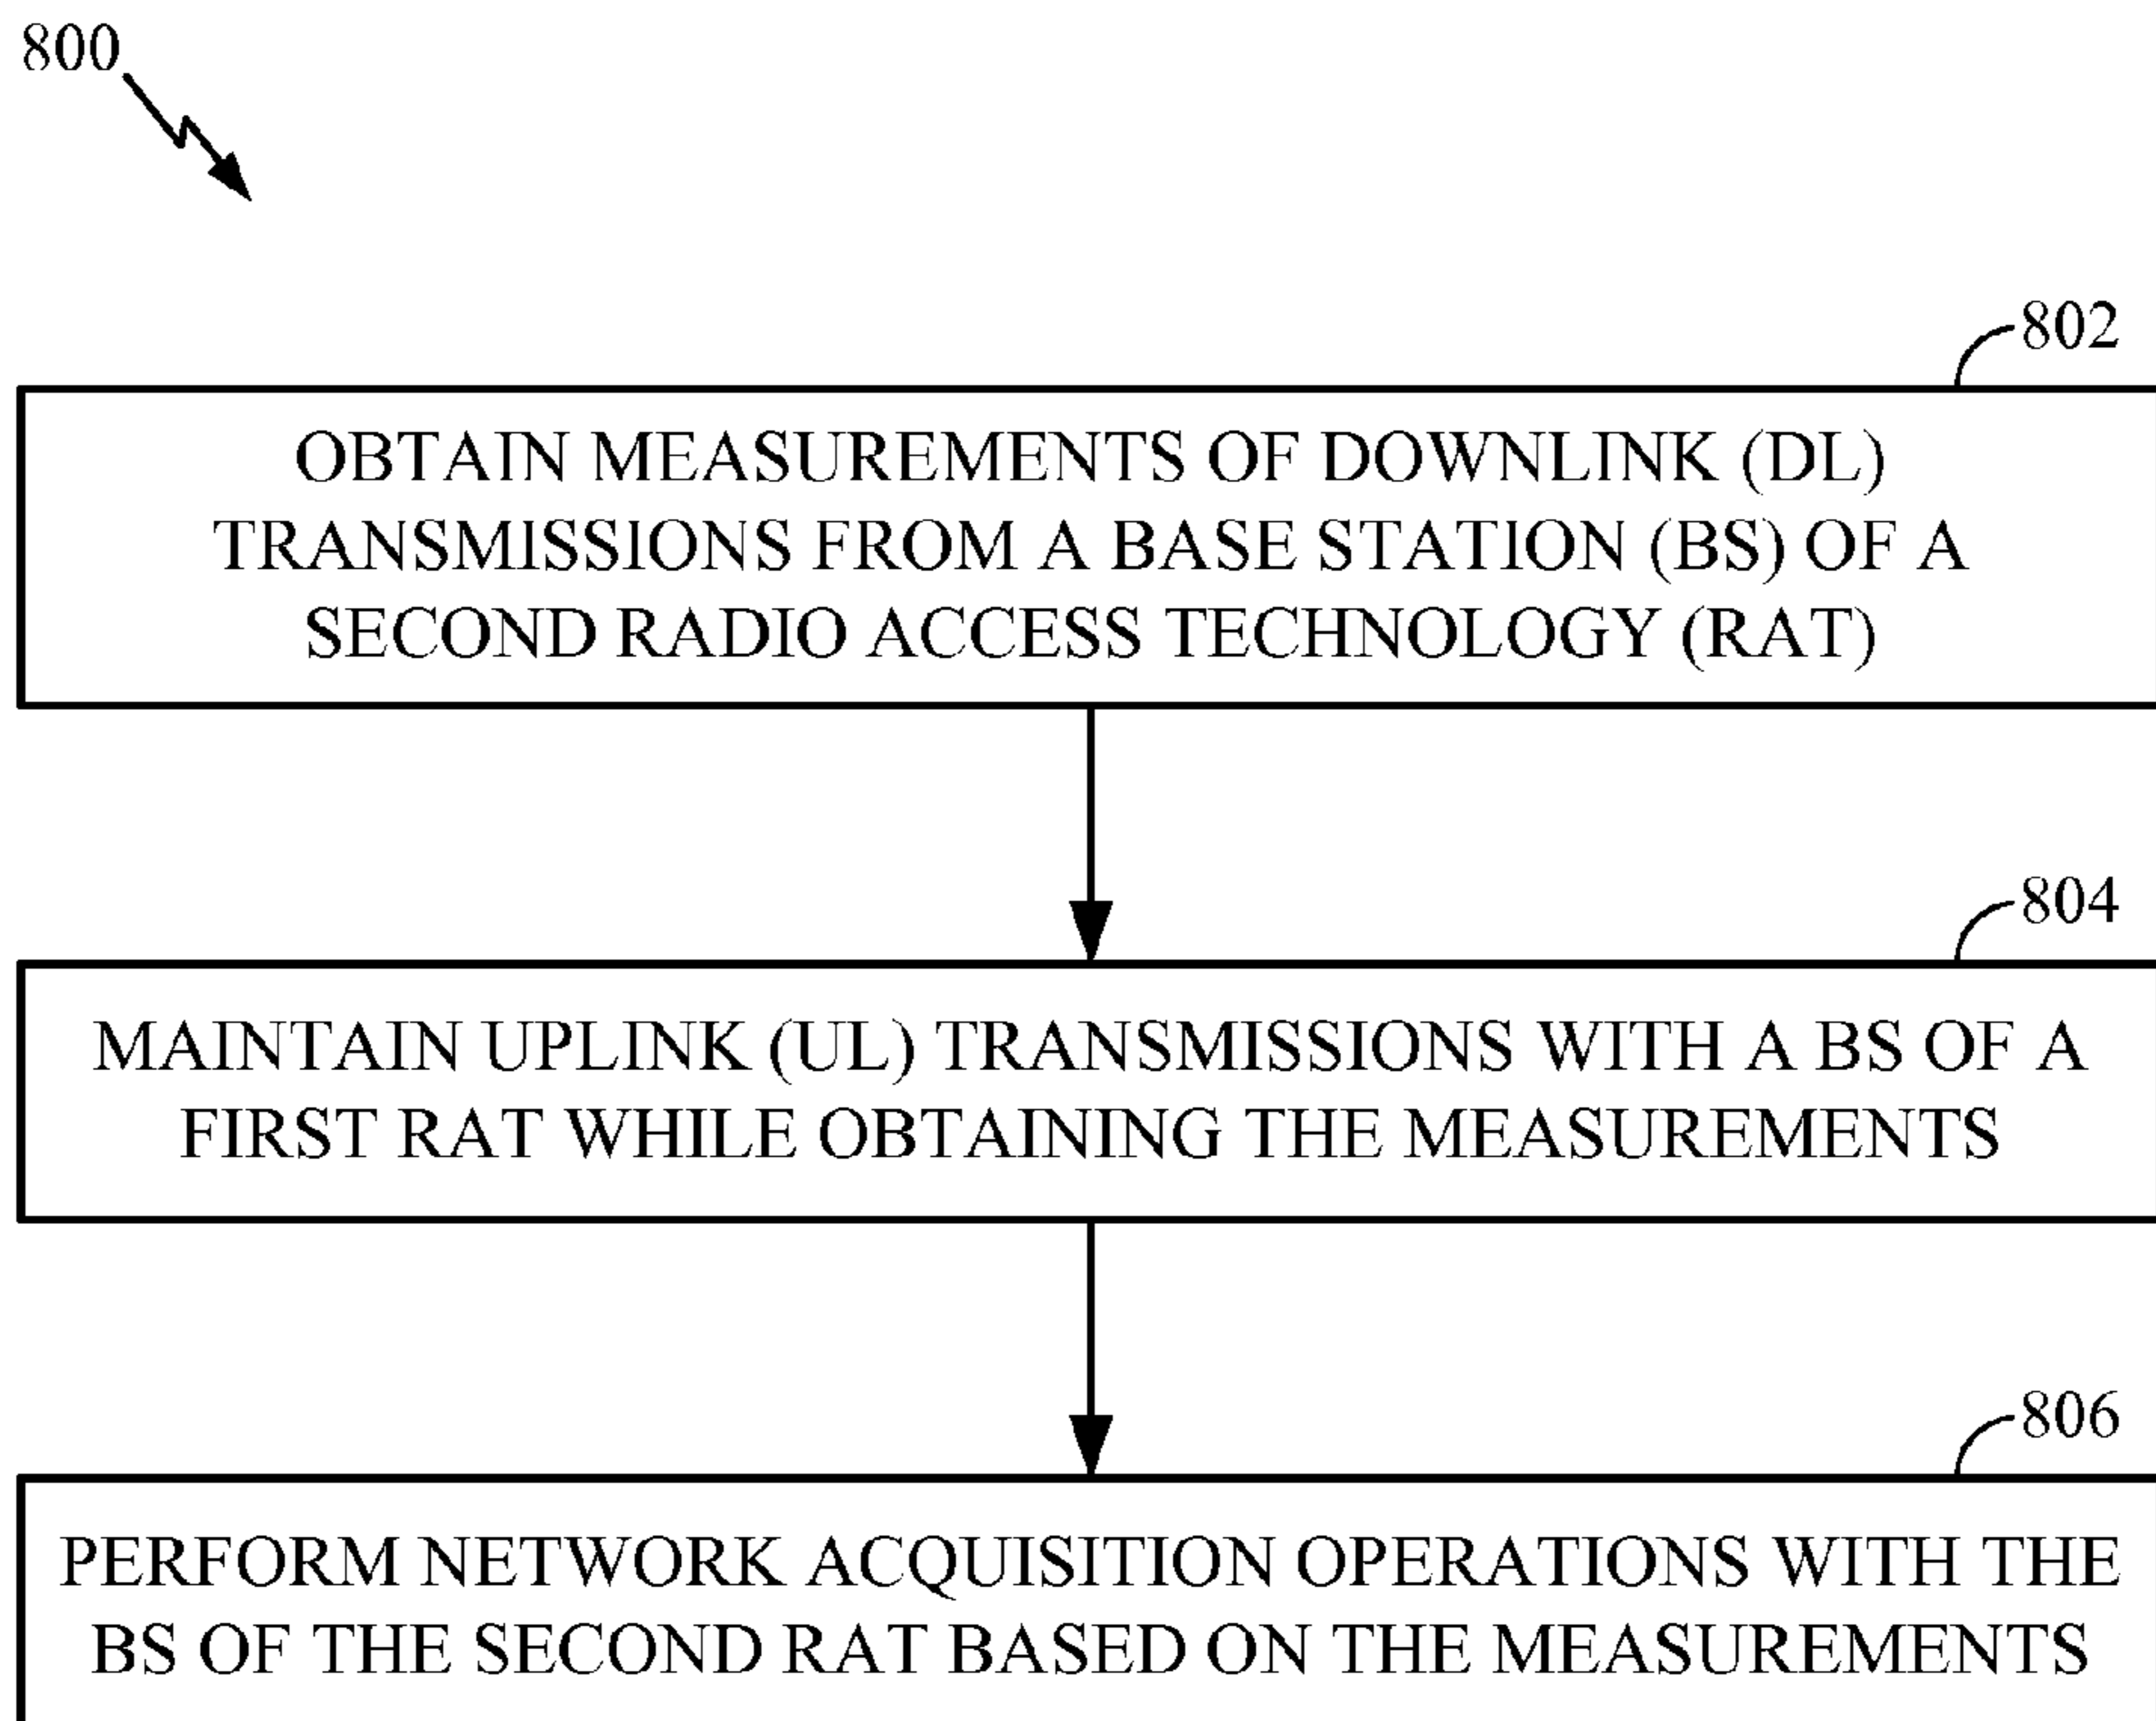 800
802
OBTAIN MEASUREMENTS OF DOWNLINK (DL)
TRANSMISSIONS FROM A BASE STATION (BS) OF A
SECOND RADIO ACCESS TECHNOLOGY (RAT)
804
MAINTAIN UPLINK (UL) TRANSMISSIONS WITH A BS OF A
FIRST RAT WHILE OBTAINING THE MEASUREMENTS
806
PERFORM NETWORK ACQUISITION OPERATIONS WITH THE
BS OF THE SECOND RAT BASED ON THE MEASUREMENTS